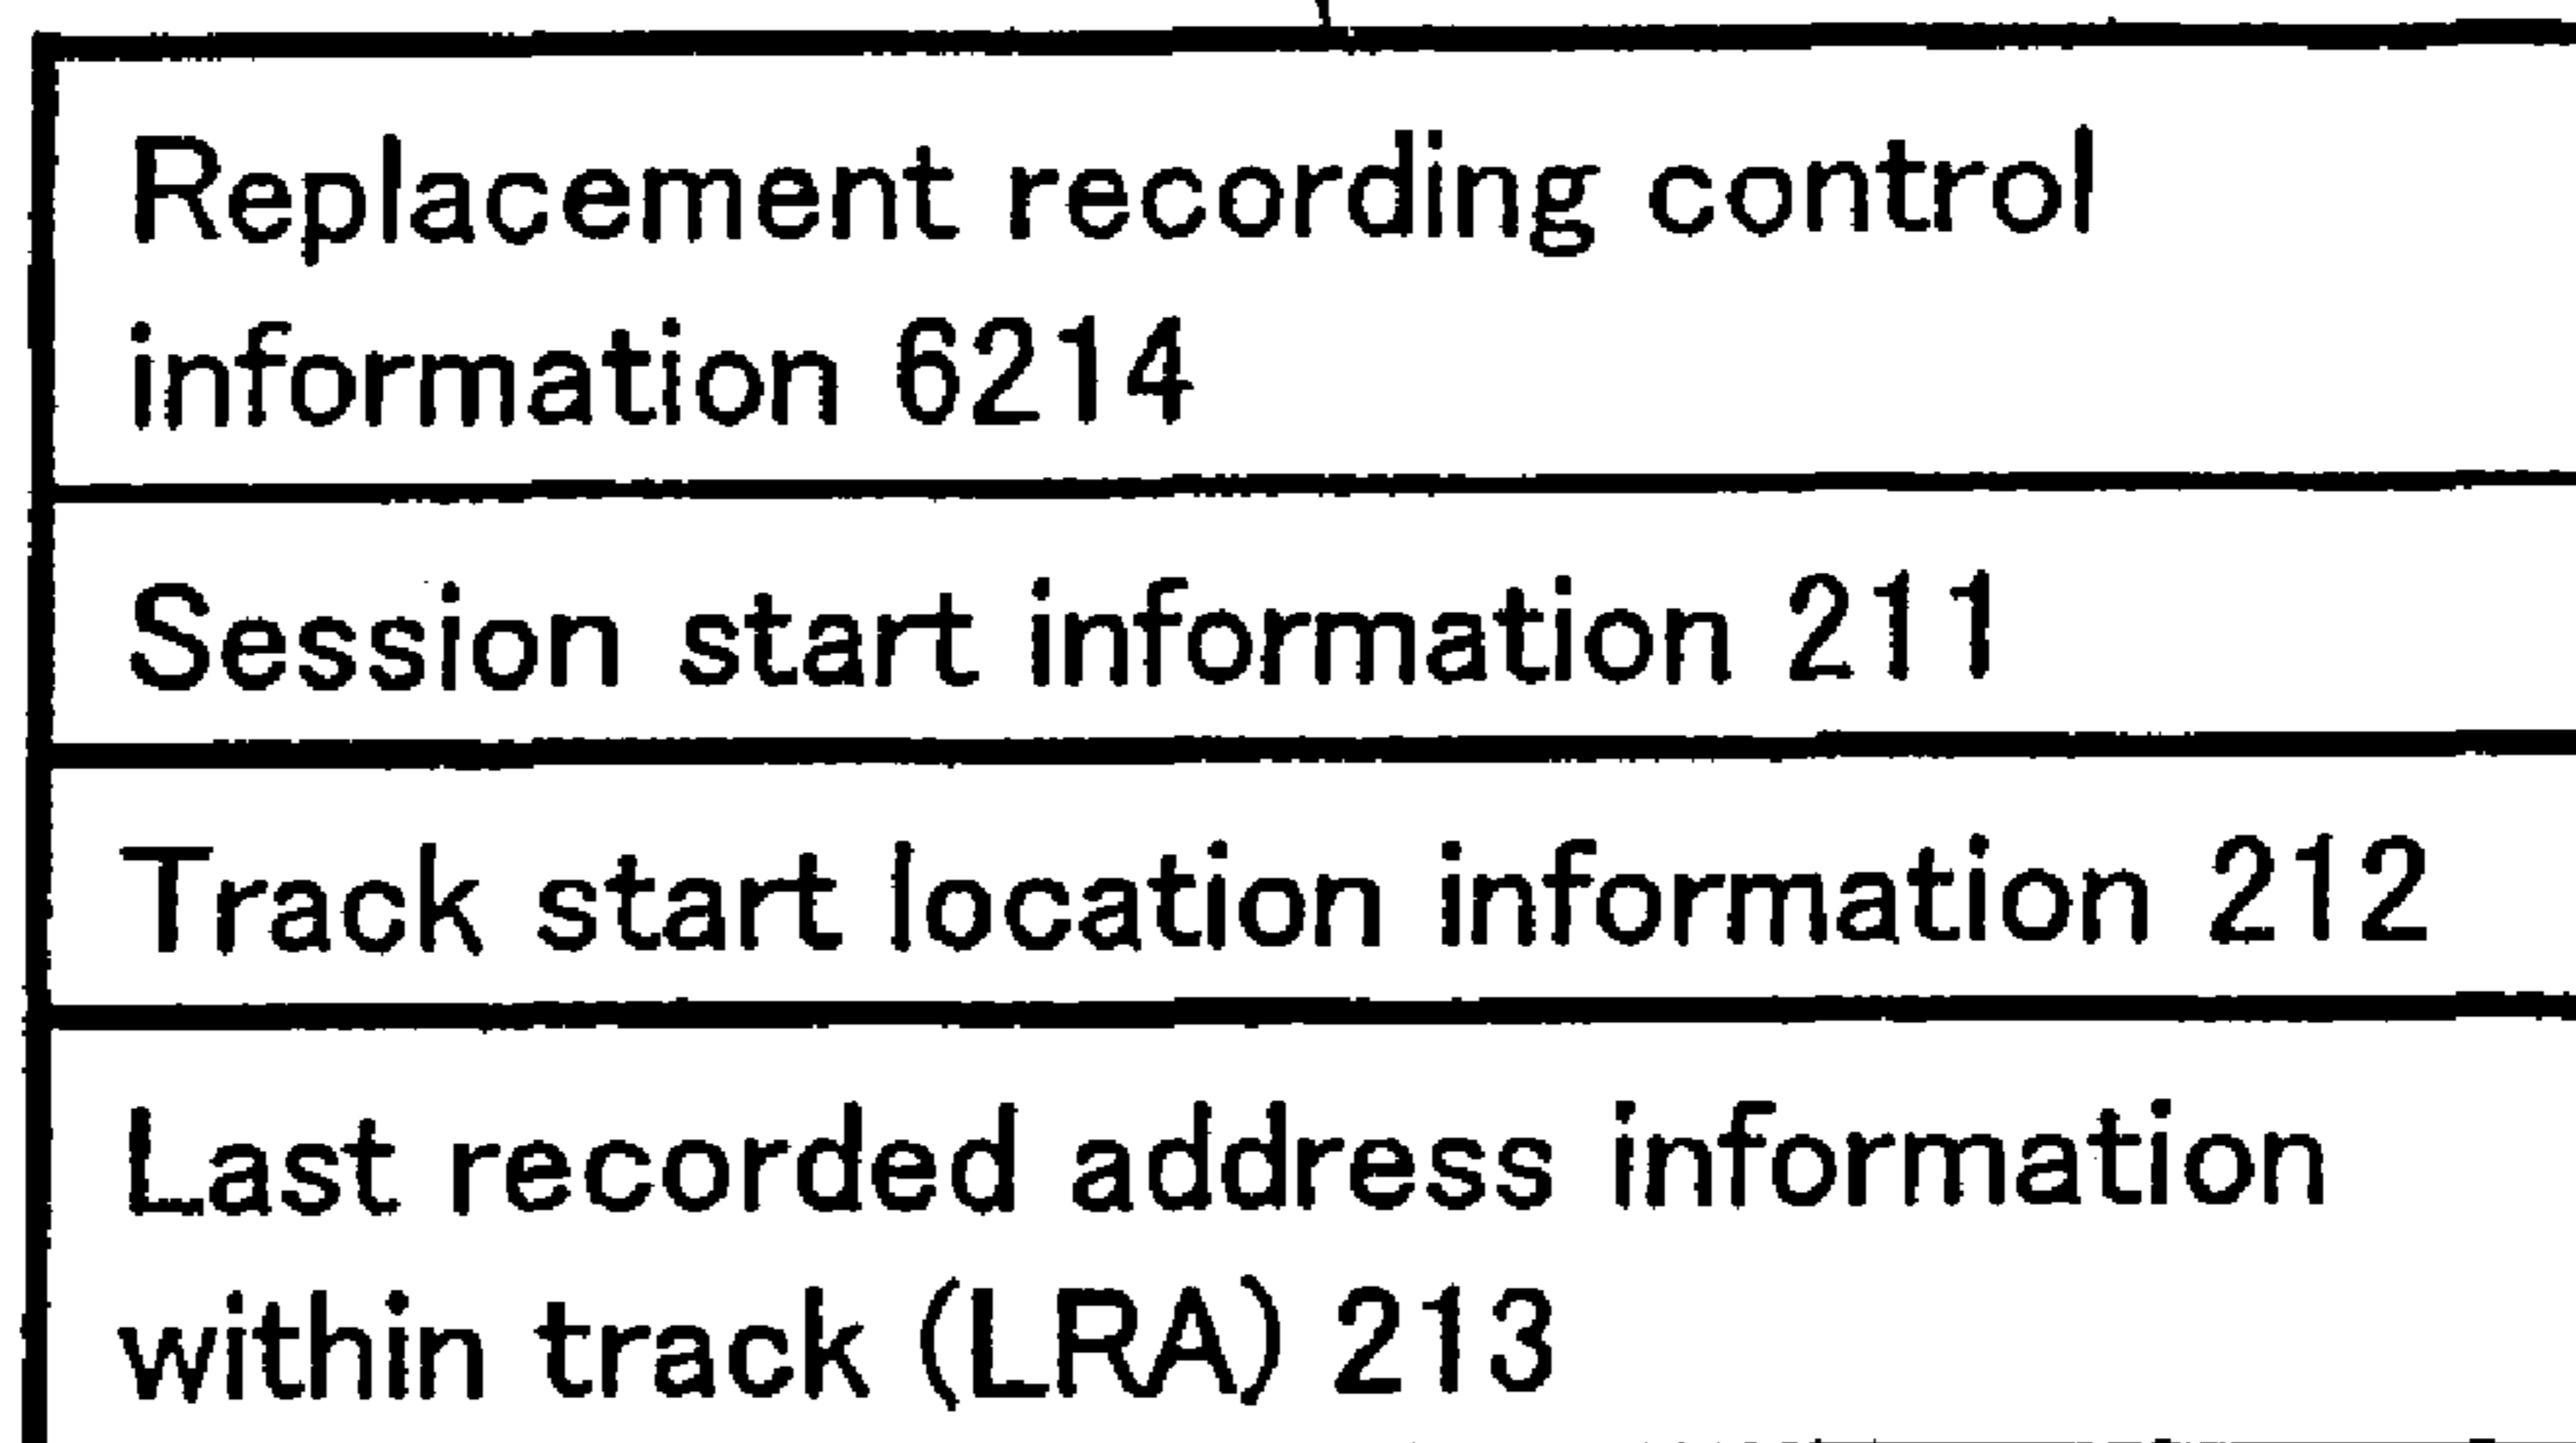 Replacement recording control
information 6214
Session start information 211
Track start location information 212
Last recorded address information
within track (LRA) 213